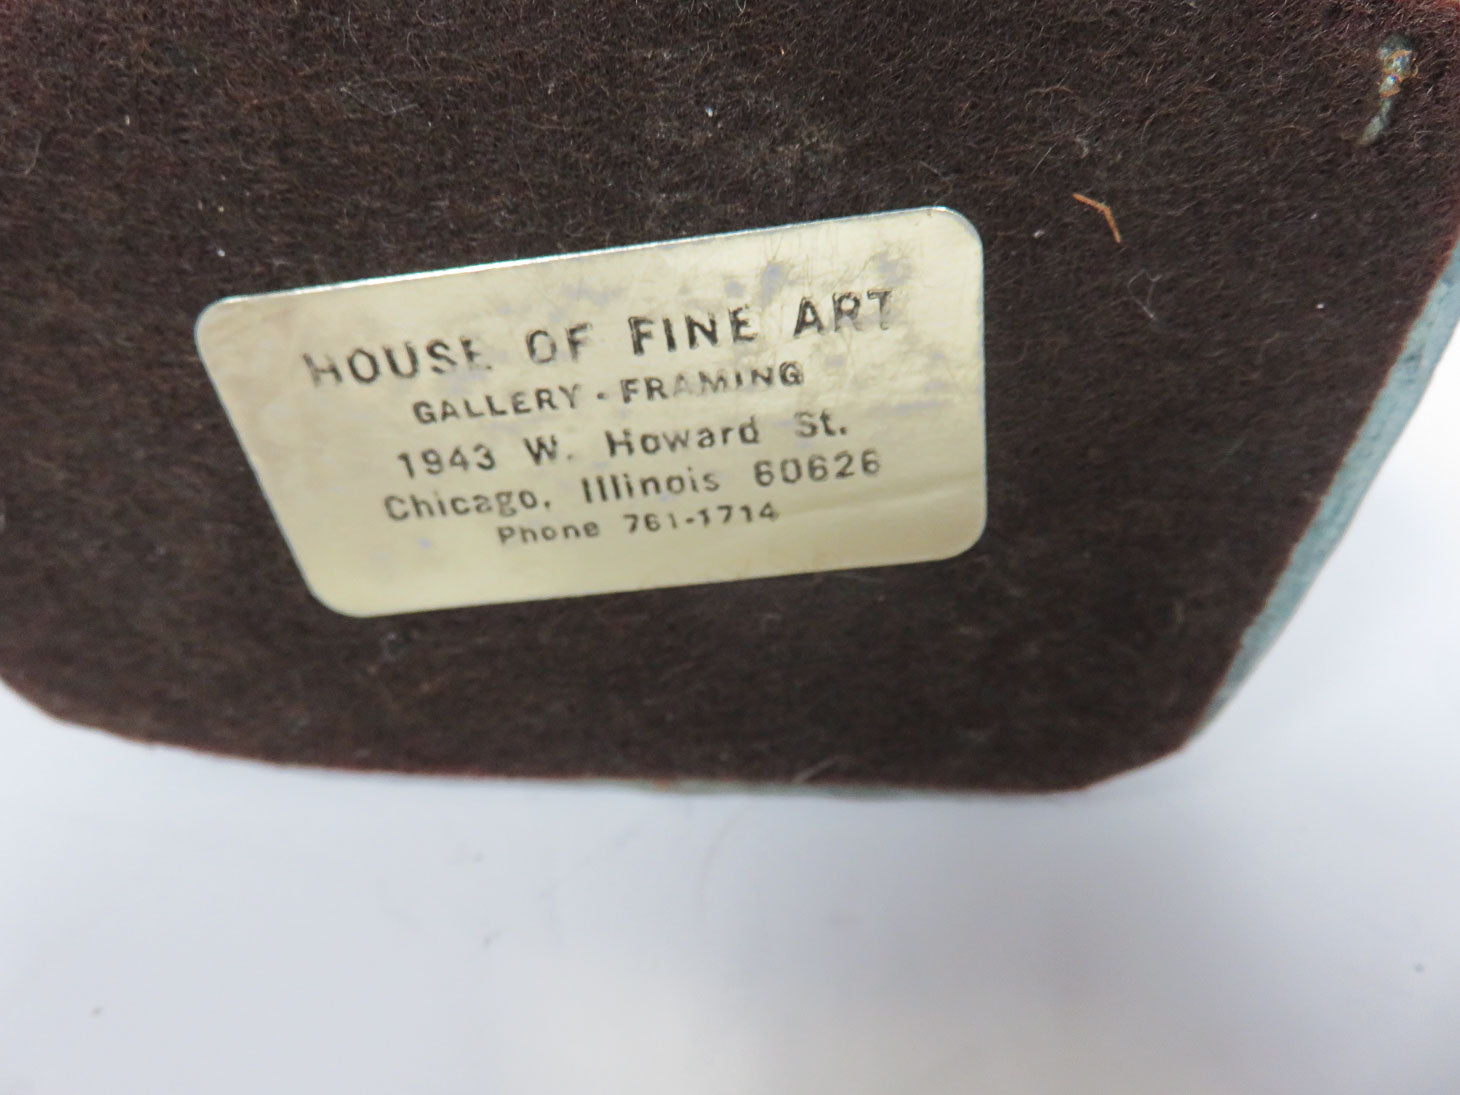 HOUSE OF FINE ART
GALLERY - FRAMING
1943 W. Howard St.
Chicago, Illinois 60626
Phone 761-1714